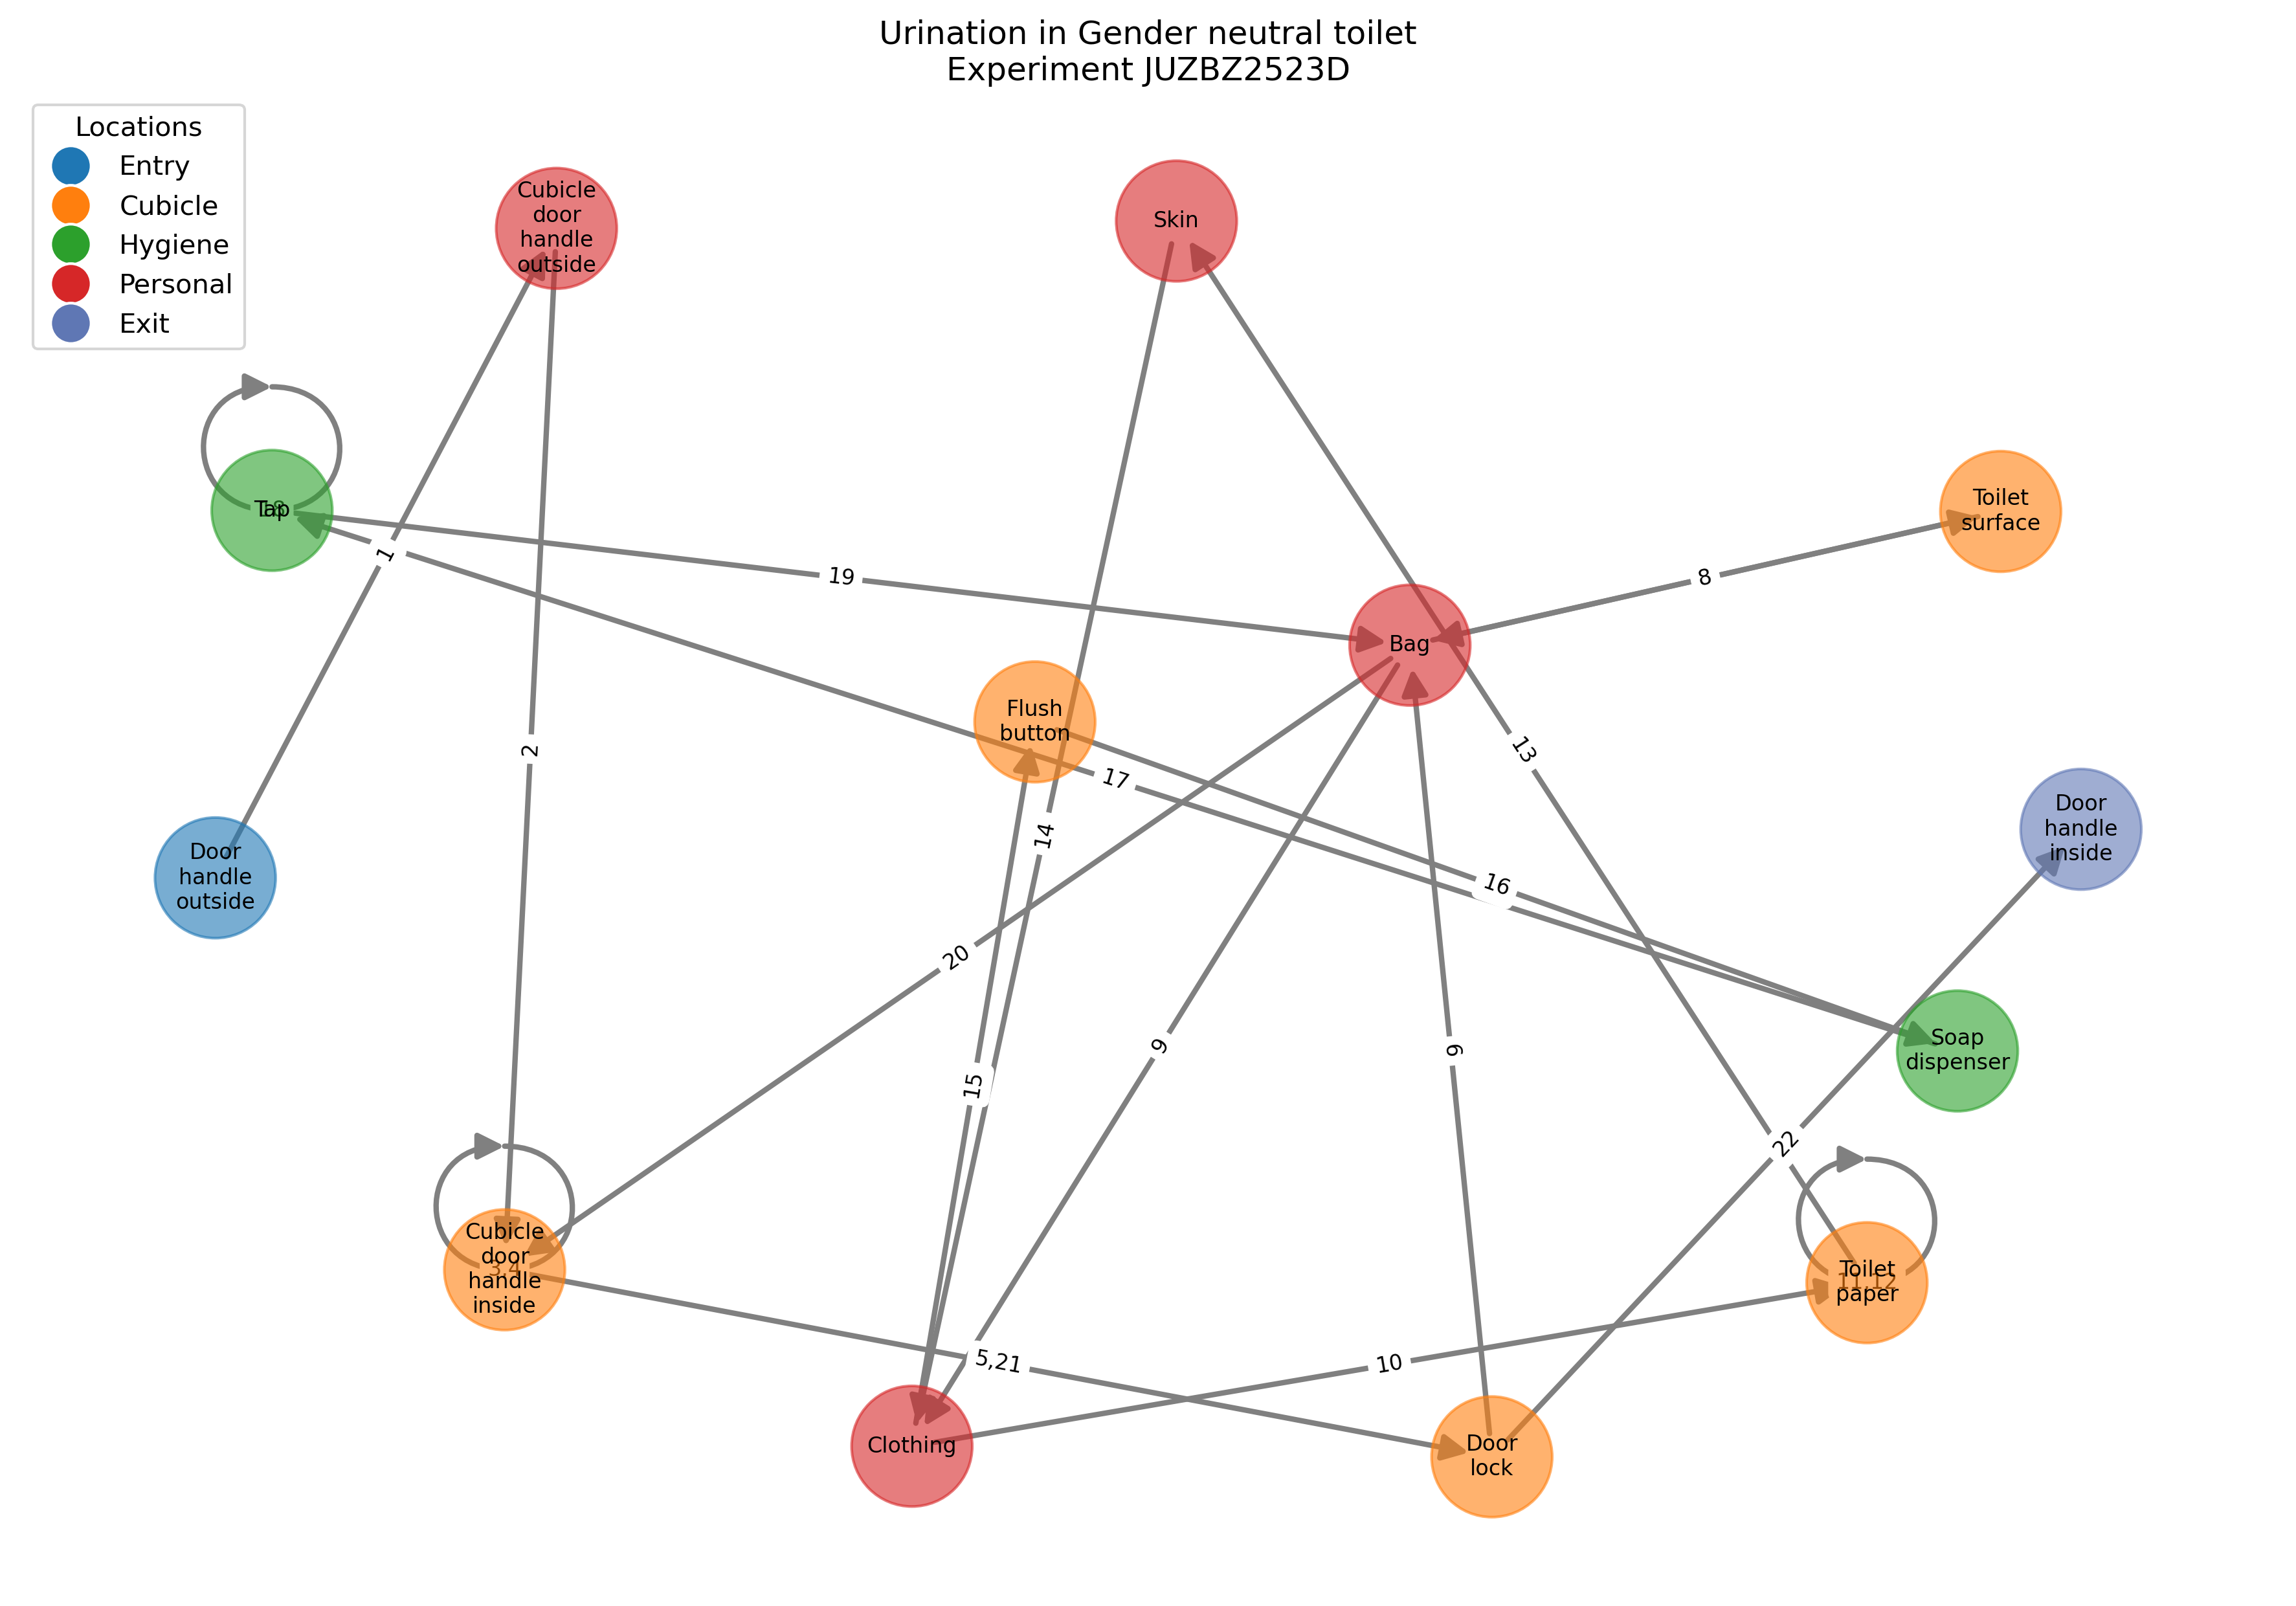 Urination in Gender neutral toilet
Experiment JUZBZ2523D
Locations
Entry
Cubicle
Hygiene
Personal
Exit
Cubicle
door
handle
outside
Skin
Tap
18
Toilet
surface
1
19
8
Bag
Flush
button
2
17
13
14
Door
handle
inside
Door
handle
outside
16
20
9
6
15
Soap
dispenser
22
Cubicle
door
handle
inside
3,4
Toilet
paper
11,12
5,21
10
Clothing
Door
lock